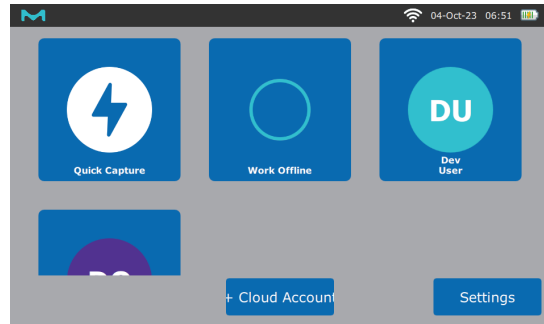 04-Oct-23 06:51
DU
Quick Capture
Work Offline
Dev
User
+ Cloud Account
Settings